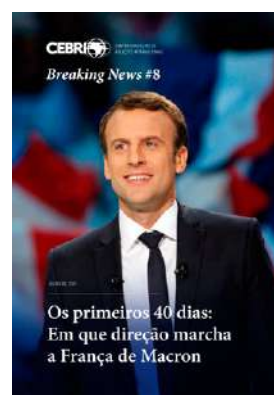 CEBRI
Breaking News #8
Os primeiros 40 dias:
Em que direção marcha
a França de Macron